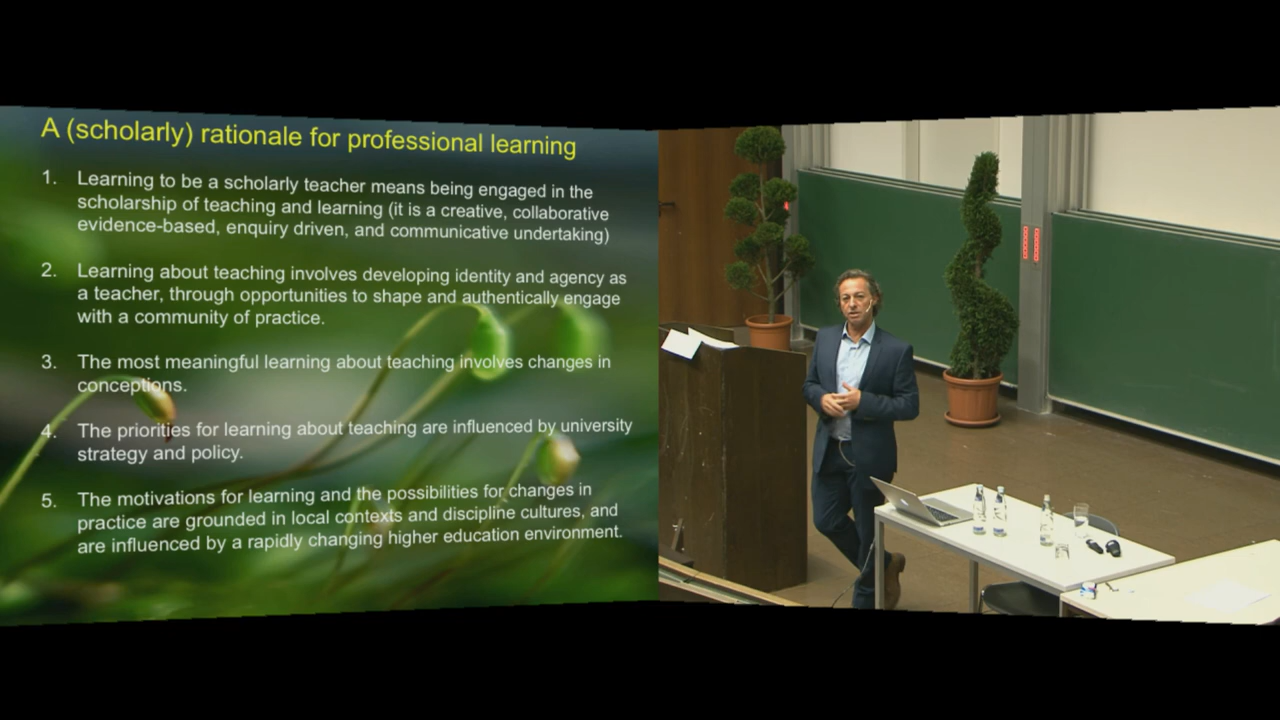 A (scholarly) rationale for professional learning
1. Learning to be a scholarly teacher means being engaged in the
scholarship of teaching and learning (it is a creative, collaborative
evidence-based, enquiry driven, and communicative undertaking)
2. Learning about teaching involves developing identity and agency as
a teacher, through opportunities to shape and authentically engage
with a community of practice.
3. The most meaningful learning about teaching involves changes in
conceptions.
4. The priorities for learning about teaching are influenced by university
strategy and policy.
5. The motivations for learning and the possibilities for changes in
practice are grounded in local contexts and discipline cultures, and
are influenced by a rapidly changing higher education environment.